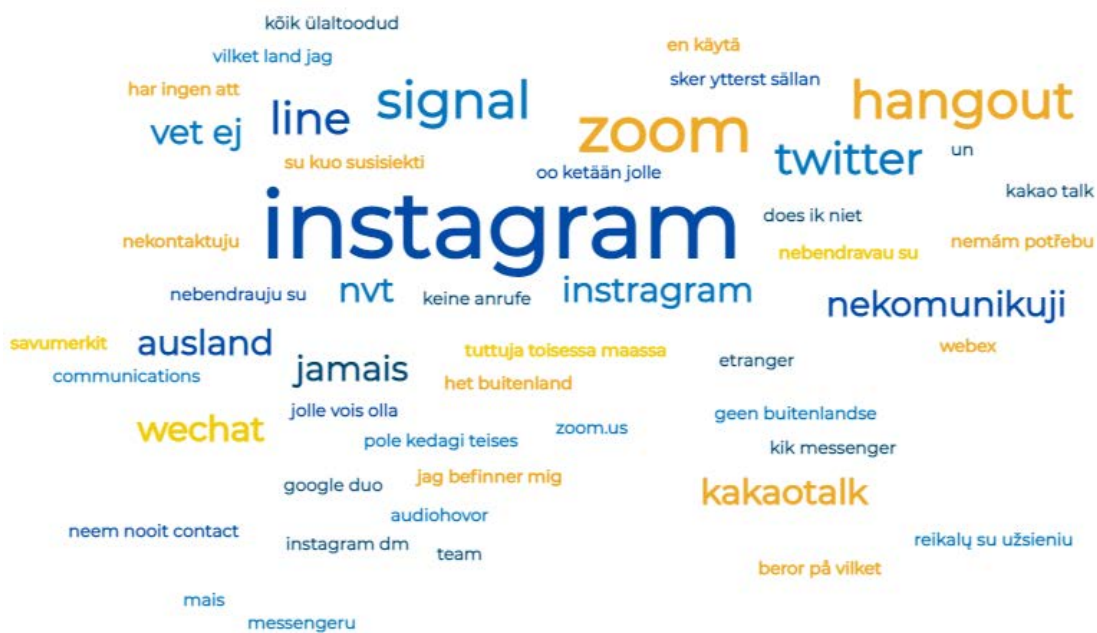 kõik ülaltoodud
vilket land jag
en käytä
sker ytterst sällan
har ingen att
signal
hangout
line
zoom
vet ej
twitter
un
su kuo susisiekti
oo ketään jolle
kakao talk
instagram
does ik niet
nekontaktuju
nebendravau su
nemám potřebu
nebendrauju su
nvt
keine anrufe
instragram
nekomunikuji
savumerkit
ausland
tuttuja toisessa maassa
webex
communications
jamais
het buitenland
etranger
jolle vois olla
geen buitenlandse
wechat
pole kedagi teises
zoom.us
kik messenger
google duo
jag befinner mig
kakaotalk
audiohovor
neem nooit contact
instagram dm
team
reikalų su užsieniu
beror på vilket
mais
messengeru